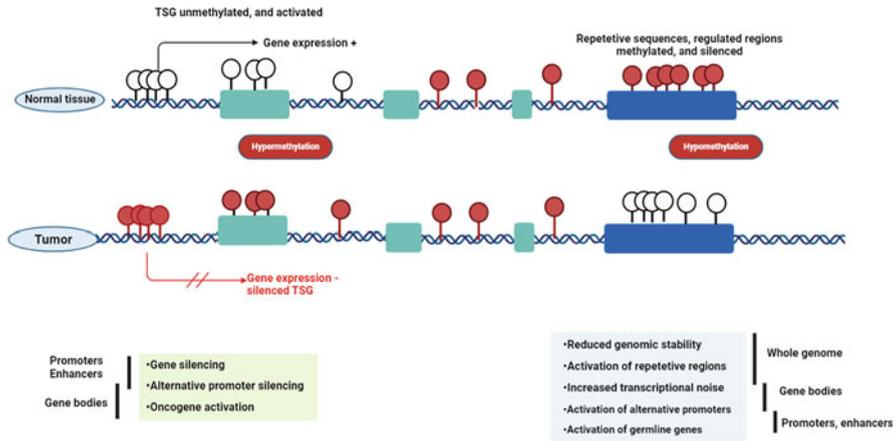 TSG unmethylated, and activated
Gene expression +
Repetetive sequences, regulated regions
methylated, and silenced
Normal tissue
Hypermethylation
Hypomethylation
Tumor
Gene expression -
silenced TSG
Promoters
Enhancers
Gene bodies
•Gene silencing
•Alternative promoter silencing
•Oncogene activation
•Reduced genomic stability
•Activation of repetetive regions
•Increased transcriptional noise
•Activation of alternative promoters
•Activation of germline genes
Whole genome
Gene bodies
Promoters, enhancers